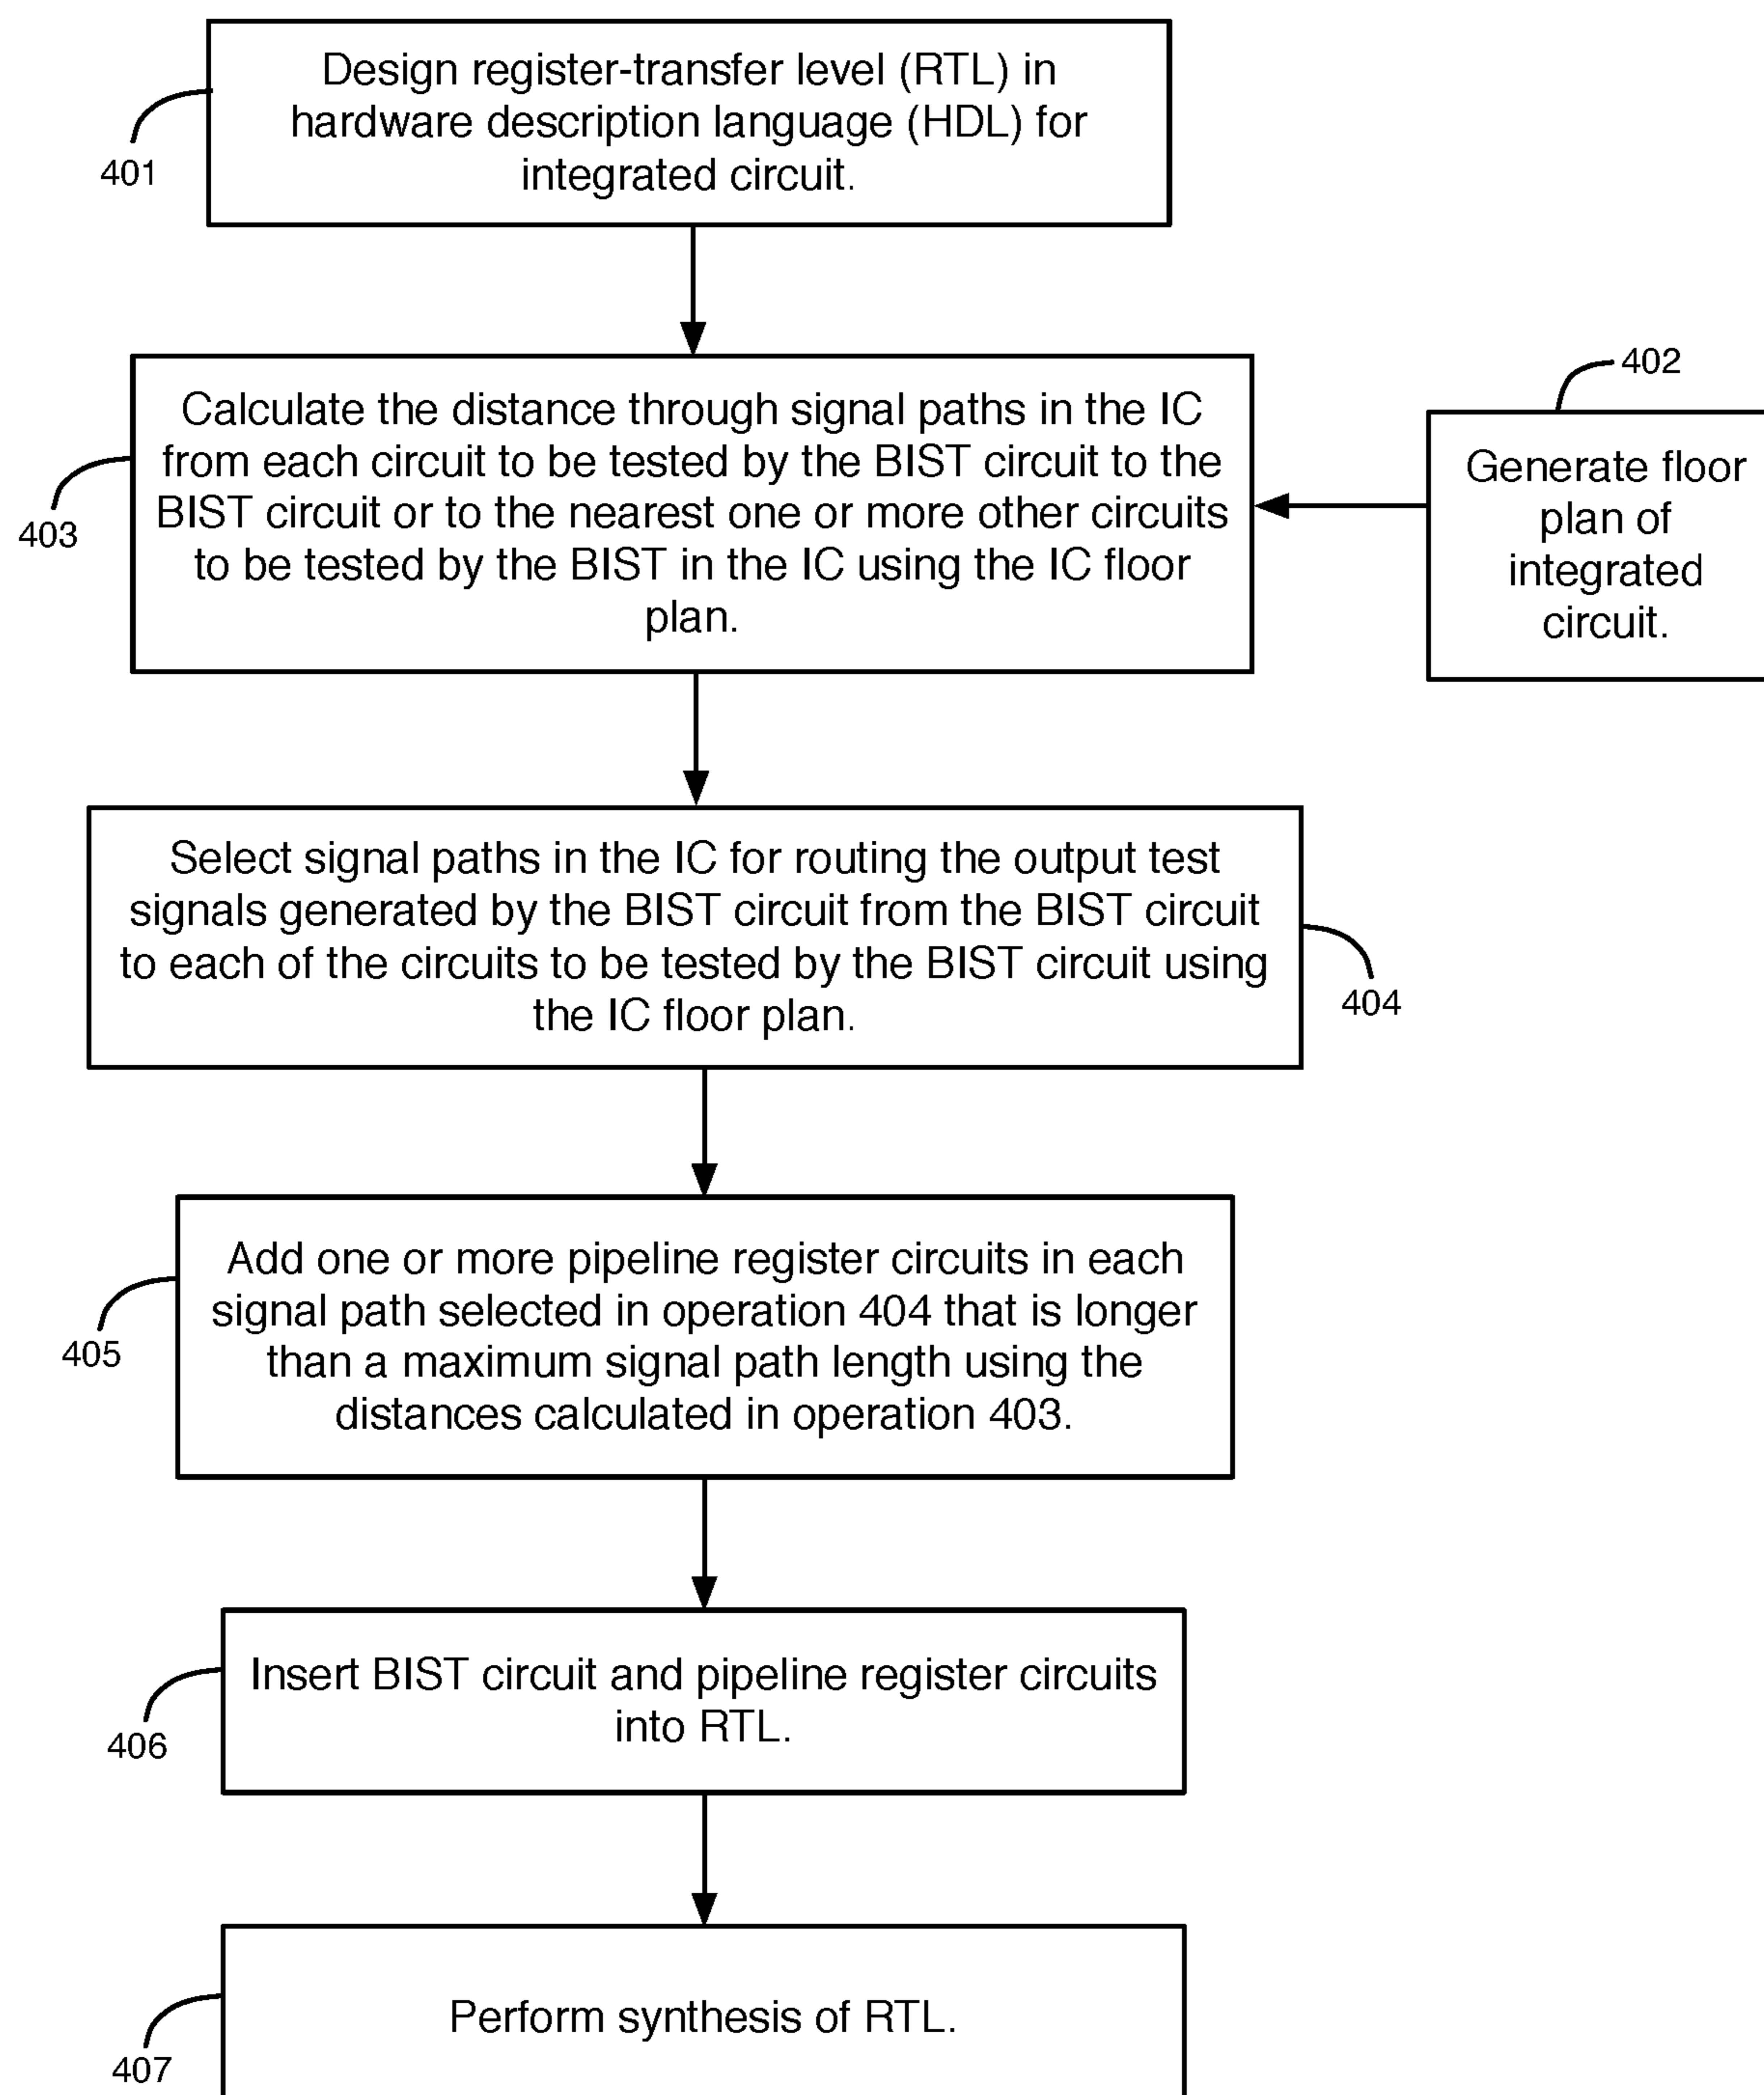 Design register-transfer level (RTL) in
hardware description language (HDL) for
integrated circuit.
401
402
Calculate the distance through signal paths in the IC
from each circuit to be tested by the BIST circuit to the
BIST circuit or to the nearest one or more other circuits
to be tested by the BIST in the IC using the IC floor
plan.
403
Generate floor
plan of
integrated
circuit.
Select signal paths in the IC for routing the output test
signals generated by the BIST circuit from the BIST circuit
to each of the circuits to be tested by the BIST circuit using
the IC floor plan.
404
Add one or more pipeline register circuits in each
signal path selected in operation 404 that is longer
than a maximum signal path length using the
distances calculated in operation 403.
405
Insert BIST circuit and pipeline register circuits
into RTL.
406
Perform synthesis of RTL.
407